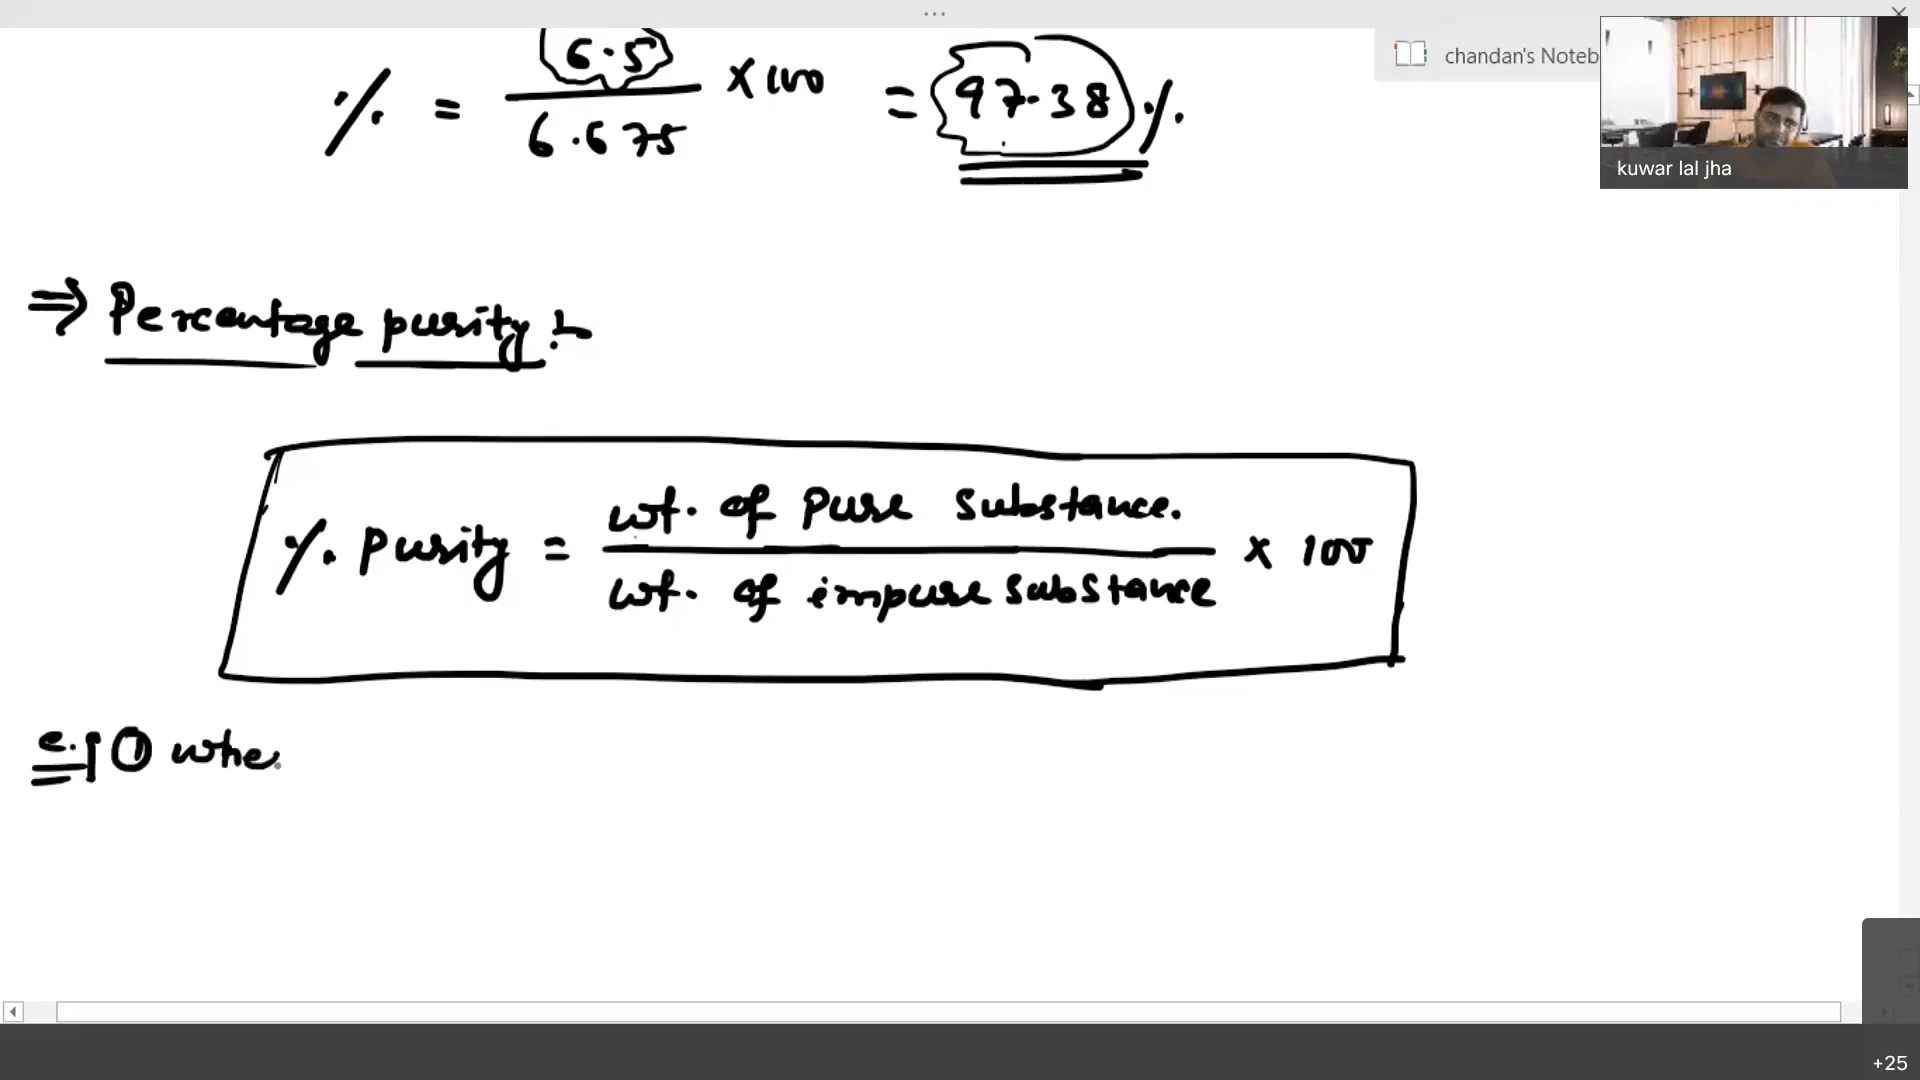 ...
chandan's Noteb
% = 6.5 / 6.675 × 100 = 97.38 %
kuwar lal jha
⇒ Percentage purity :-
% Purity = wt. of Pure Substance. / wt. of impure substance × 100
e.g ① whe
+25